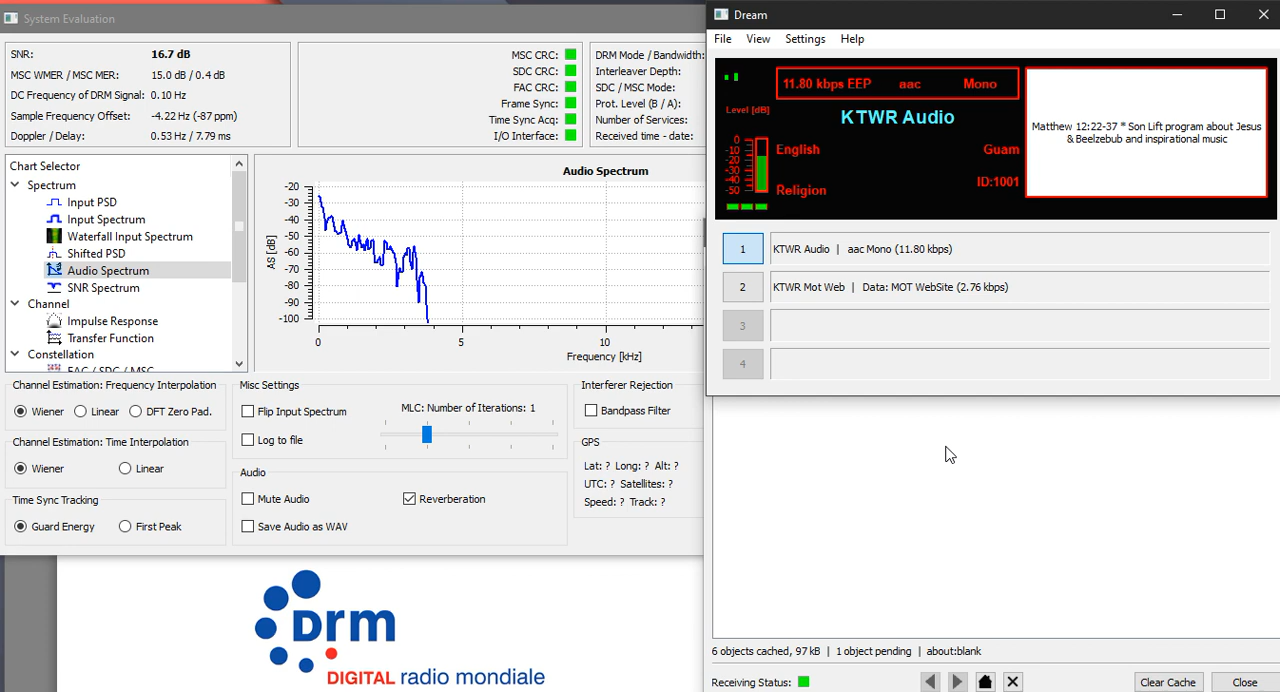 System Evaluation
SNR: 16.7 dB
MSC WMER / MSC MER: 15.0 dB / 0.4 dB
DC Frequency of DRM Signal: 0.10 Hz
Sample Frequency Offset: -4.22 Hz (-87 ppm)
Doppler / Delay: 0.53 Hz / 7.79 ms
MSC CRC:
SDC CRC:
FAC CRC:
Frame Sync:
Time Sync Acq:
I/O Interface:
DRM Mode / Bandwidth:
Interleaver Depth:
SDC / MSC Mode:
Prot. Level (B / A):
Number of Services:
Received time - date:
Chart Selector
Spectrum
Input PSD
Input Spectrum
Waterfall Input Spectrum
Shifted PSD
Audio Spectrum
SNR Spectrum
Channel
Impulse Response
Transfer Function
Constellation
FAC / SDC / MSC
Audio Spectrum
AS [dB]
-20
-30
-40
-50
-60
-70
-80
-90
-100
0 5 10
Frequency [kHz]
Channel Estimation: Frequency Interpolation
Wiener Linear DFT Zero Pad.
Channel Estimation: Time Interpolation
Wiener Linear
Time Sync Tracking
Guard Energy First Peak
Misc Settings
Flip Input Spectrum
Log to file
MLC: Number of Iterations: 1
Audio
Mute Audio Reverberation
Save Audio as WAV
Interferer Rejection
Bandpass Filter
GPS
Lat: ? Long: ? Alt: ?
UTC: ? Satellites: ?
Speed: ? Track: ?
Drm
DIGITAL radio mondiale
Dream
File View Settings Help
11.80 kbps EEP aac Mono
Level [dB]
0
-10
-20
-30
-40
-50
KTWR Audio
English Guam
ID:1001
Religion
Matthew 12:22-37 * Son Lift program about Jesus
& Beelzebub and inspirational music
1 KTWR Audio | aac Mono (11.80 kbps)
2 KTWR Mot Web | Data: MOT WebSite (2.76 kbps)
3
4
6 objects cached, 97 kB | 1 object pending | about:blank
Receiving Status:
Clear Cache Close